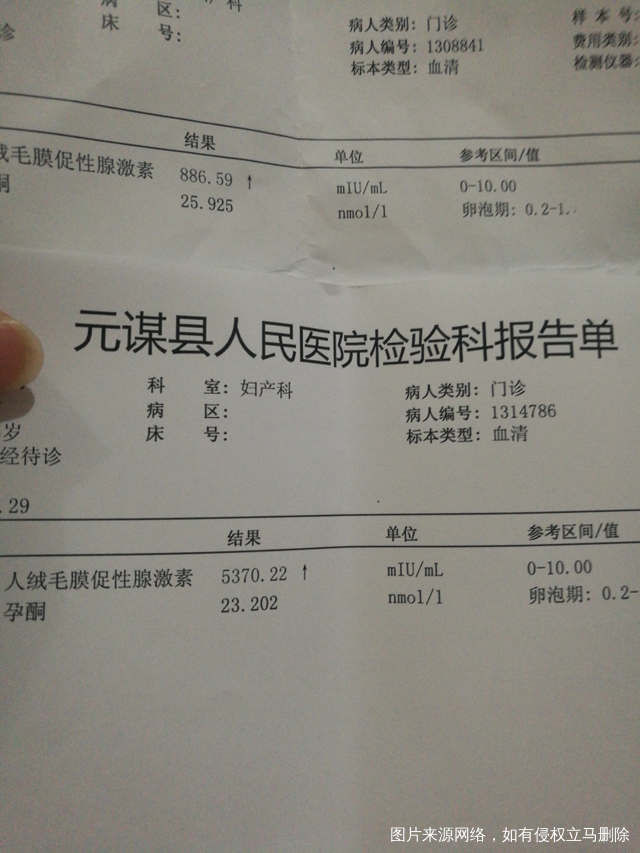 科
病 区:
床 号:
诊
病人类别: 门诊
病人编号: 1308841
标本类型: 血清
样 本 号:
费用类别:
检测仪器:
结果 单位 参考区间/值
绒毛膜促性腺激素 886.59 ↑ mIU/mL 0-10.00
酮 25.925 nmol/l 卵泡期: 0.2-1..
元谋县人民医院检验科报告单
科 室: 妇产科 病人类别: 门诊
病 区: 病人编号: 1314786
床 号: 标本类型: 血清
岁
经待诊
.29
结果 单位 参考区间/值
人绒毛膜促性腺激素 5370.22 ↑ mIU/mL 0-10.00
孕酮 23.202 nmol/l 卵泡期: 0.2-
图片来源网络，如有侵权立马删除